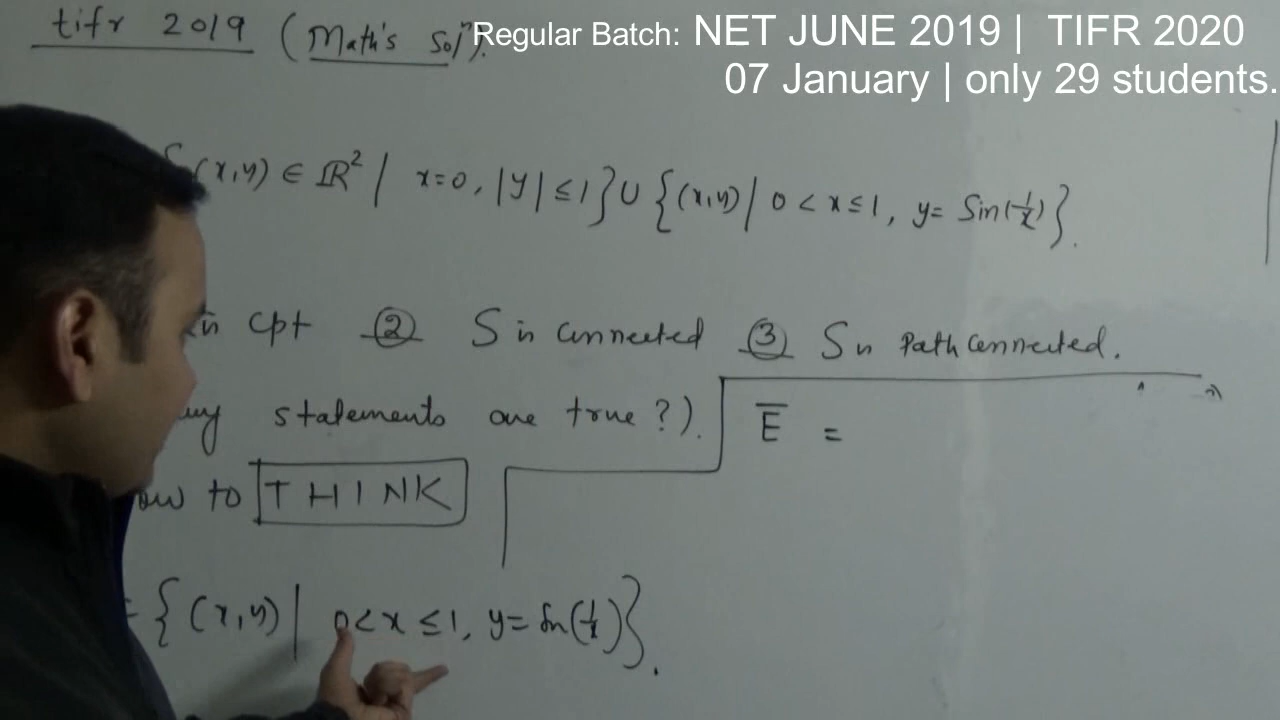 tifr 2019 (Math's Solⁿ).
Regular Batch: NET JUNE 2019 | TIFR 2020
07 January | only 29 students.
{(x,y) ∈ ℝ² | x=0, |y| ≤ 1} ∪ {(x,y) | 0 < x ≤ 1, y = Sin(1/x)}.
cpt ② S is connected ③ S is Path connected.
statements are true?).
E̅ =
to THINK
= {(x,y) | 0 < x ≤ 1, y = Sin(1/x)}.